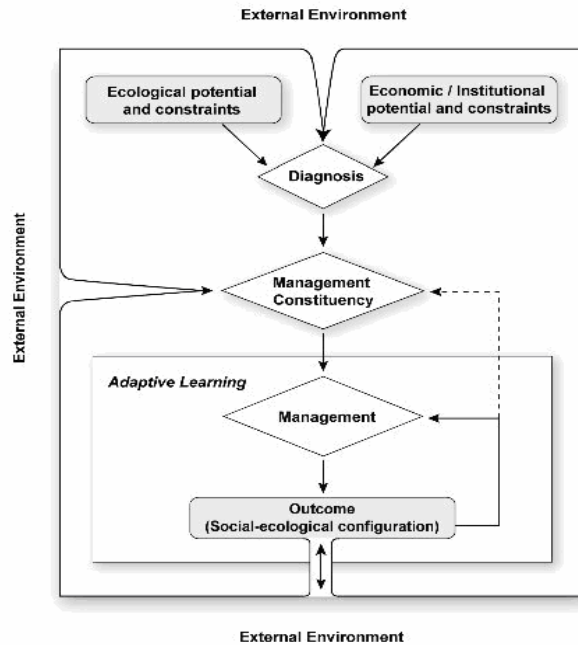 External Environment
Ecological potential
and constraints
Economic / Institutional
potential and constraints
Diagnosis
External Environment
Management
Constituency
Adaptive Learning
Management
Outcome
(Social-ecological configuration)
External Environment